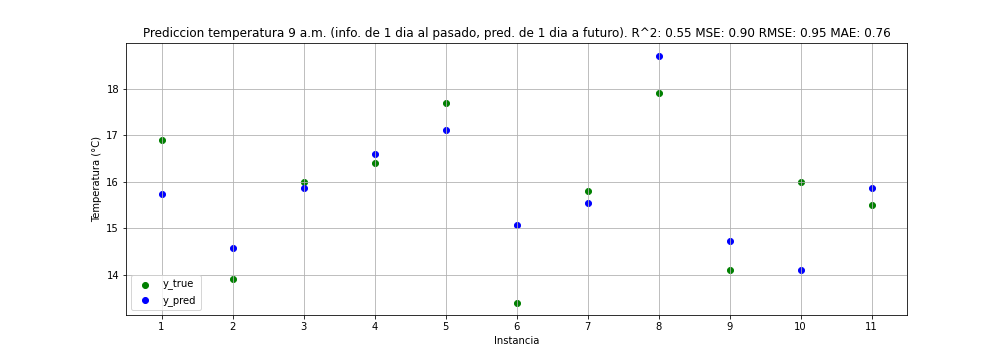 Prediccion temperatura 9 a.m. (info. de 1 dia al pasado, pred. de 1 dia a futuro). R^2: 0.55 MSE: 0.90 RMSE: 0.95 MAE: 0.76
Temperatura (°C)
18
17
16
15
14
y_true
y_pred
1 2 3 4 5 6 7 8 9 10 11
Instancia